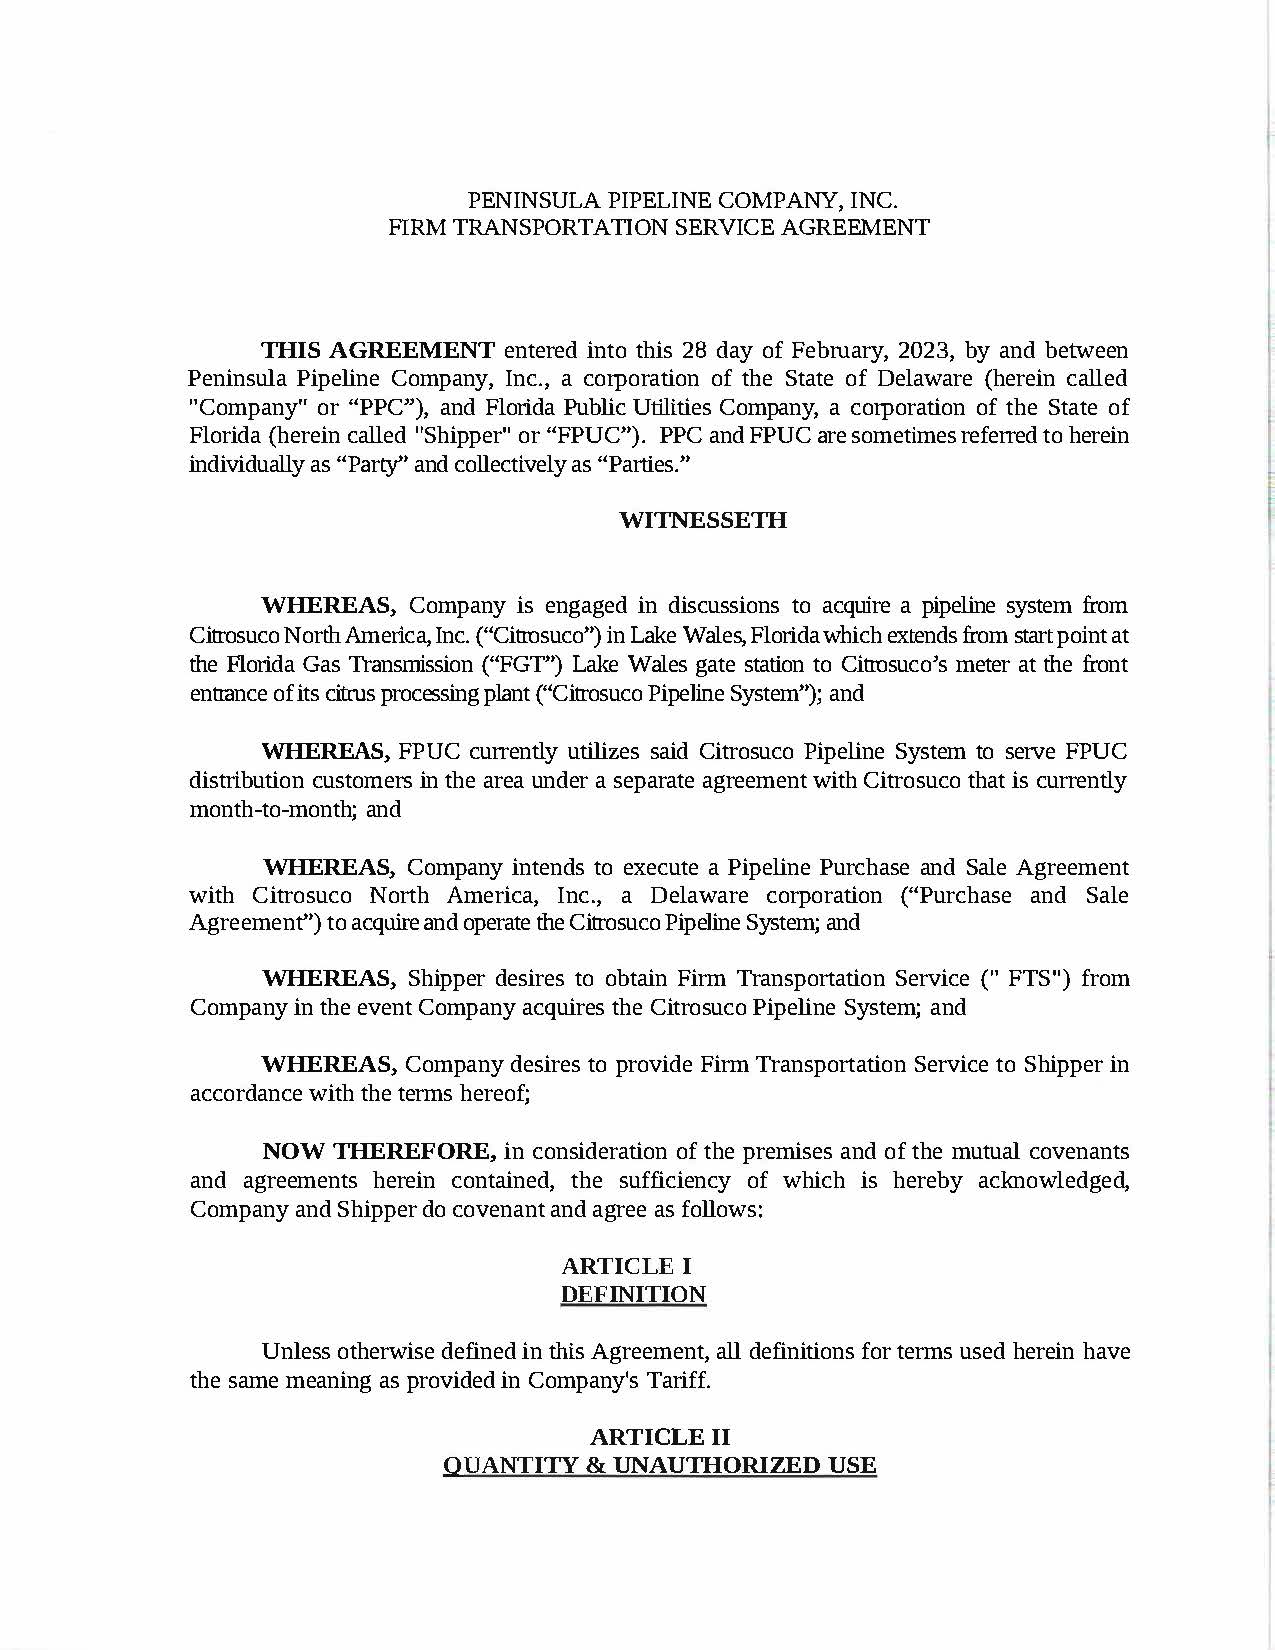 PENINSULA PIPELINE COMPANY, INC.
FIRM TRANSPORTATION SERVICE AGREEMENT
THIS AGREEMENT entered into this 28 day of February, 2023, by and between
Peninsula Pipeline Company, Inc., a corporation of the State of Delaware (herein called
"Company" or “PPC”), and Florida Public Utilities Company, a corporation of the State of
Florida (herein called "Shipper" or “FPUC”). PPC and FPUC are sometimes referred to herein
individually as “Party” and collectively as “Parties.”
WITNESSETH
WHEREAS, Company is engaged in discussions to acquire a pipeline system from
Citrosuco North America, Inc. (“Citrosuco”) in Lake Wales, Florida which extends from start point at
the Florida Gas Transmission (“FGT”) Lake Wales gate station to Citrosuco’s meter at the front
entrance of its citrus processing plant (“Citrosuco Pipeline System”); and
WHEREAS, FPUC currently utilizes said Citrosuco Pipeline System to serve FPUC
distribution customers in the area under a separate agreement with Citrosuco that is currently
month-to-month; and
WHEREAS, Company intends to execute a Pipeline Purchase and Sale Agreement
with Citrosuco North America, Inc., a Delaware corporation (“Purchase and Sale
Agreement”) to acquire and operate the Citrosuco Pipeline System; and
WHEREAS, Shipper desires to obtain Firm Transportation Service (" FTS") from
Company in the event Company acquires the Citrosuco Pipeline System; and
WHEREAS, Company desires to provide Firm Transportation Service to Shipper in
accordance with the terms hereof;
NOW THEREFORE, in consideration of the premises and of the mutual covenants
and agreements herein contained, the sufficiency of which is hereby acknowledged,
Company and Shipper do covenant and agree as follows:
ARTICLE I
DEFINITION
Unless otherwise defined in this Agreement, all definitions for terms used herein have
the same meaning as provided in Company's Tariff.
ARTICLE II
QUANTITY & UNAUTHORIZED USE